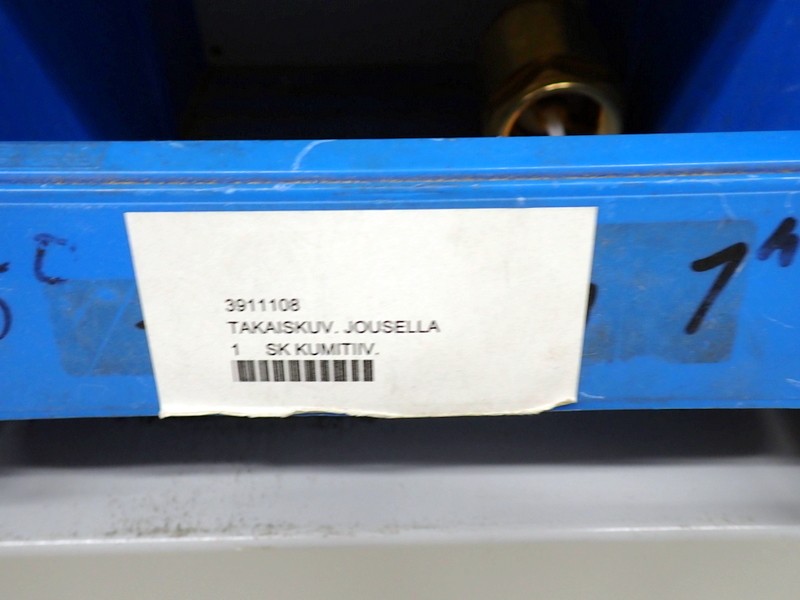 3911108
TAKAISKUV. JOUSELLA
1 SK KUMITIIV.
1"